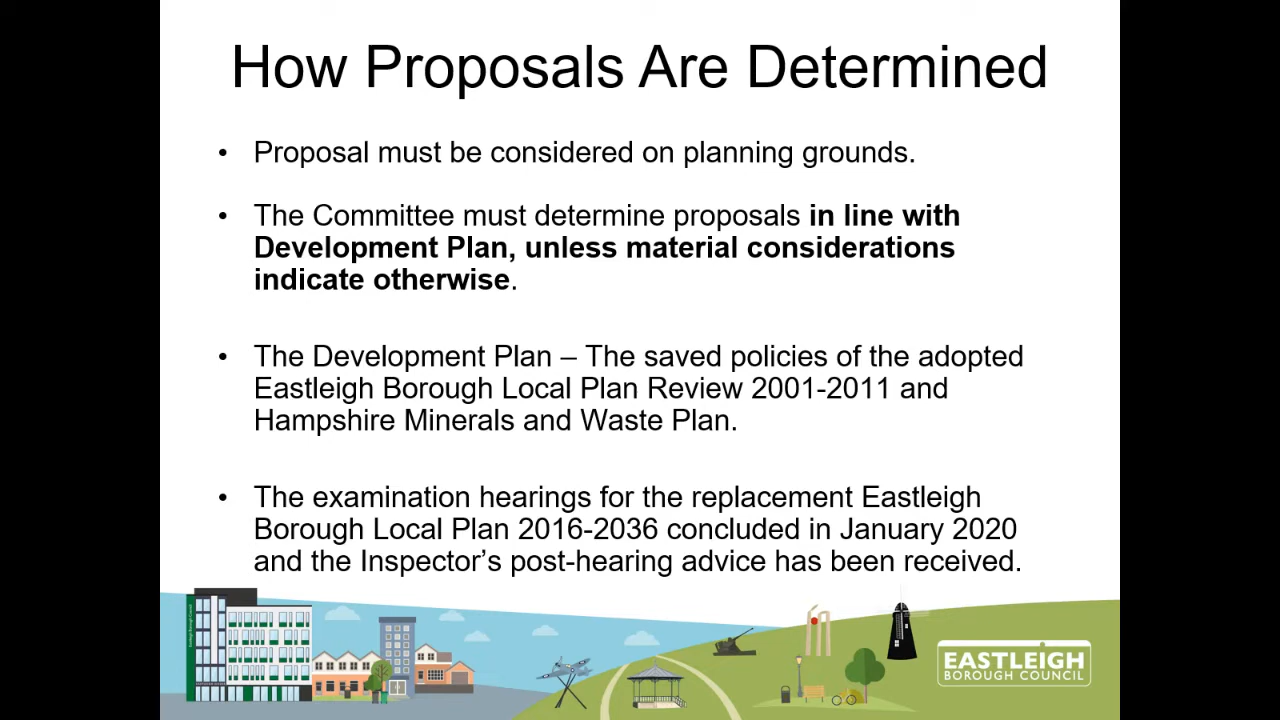 How Proposals Are Determined
• Proposal must be considered on planning grounds.
• The Committee must determine proposals in line with
Development Plan, unless material considerations
indicate otherwise.
• The Development Plan – The saved policies of the adopted
Eastleigh Borough Local Plan Review 2001-2011 and
Hampshire Minerals and Waste Plan.
• The examination hearings for the replacement Eastleigh
Borough Local Plan 2016-2036 concluded in January 2020
and the Inspector’s post-hearing advice has been received.
EASTLEIGH
BOROUGH COUNCIL